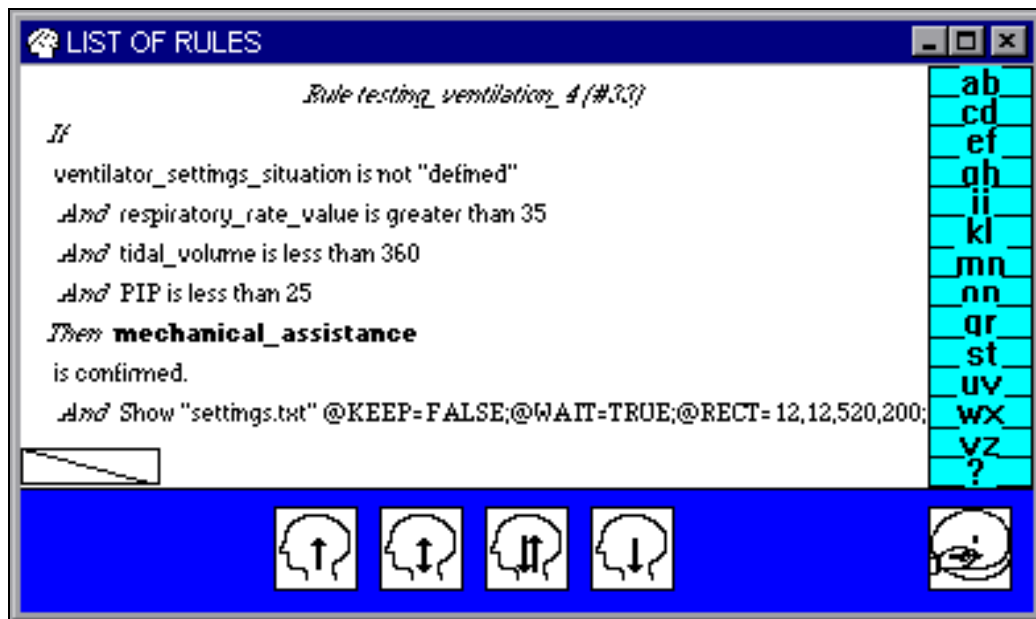 LIST OF RULES
Rule testing_ventilation_4 (#33)
If
ventilator_settings_situation is not "defined"
And respiratory_rate_value is greater than 35
And tidal_volume is less than 360
And PIP is less than 25
Then mechanical_assistance
is confirmed.
And Show "settings.txt" @KEEP=FALSE;@WAIT=TRUE;@RECT=12,12,520,200;
ab
cd
ef
gh
ij
kl
mn
op
qr
st
uv
wx
yz
?